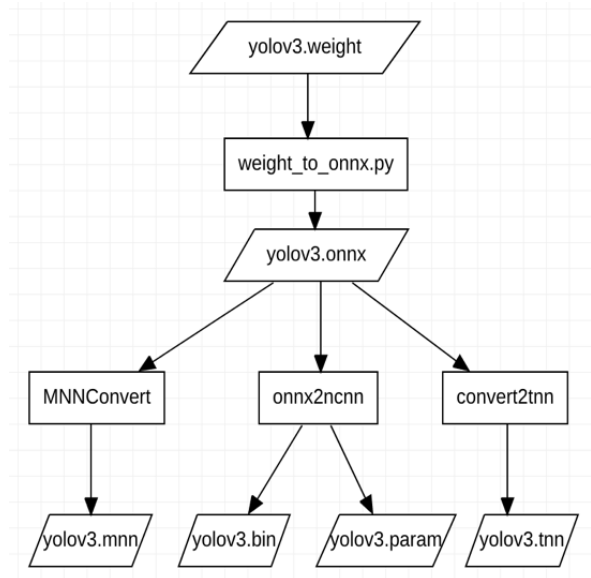 yolov3.weight
weight_to_onnx.py
yolov3.onnx
MNNConvert
onnx2ncnn
convert2tnn
yolov3.mnn
yolov3.bin
yolov3.param
yolov3.tnn